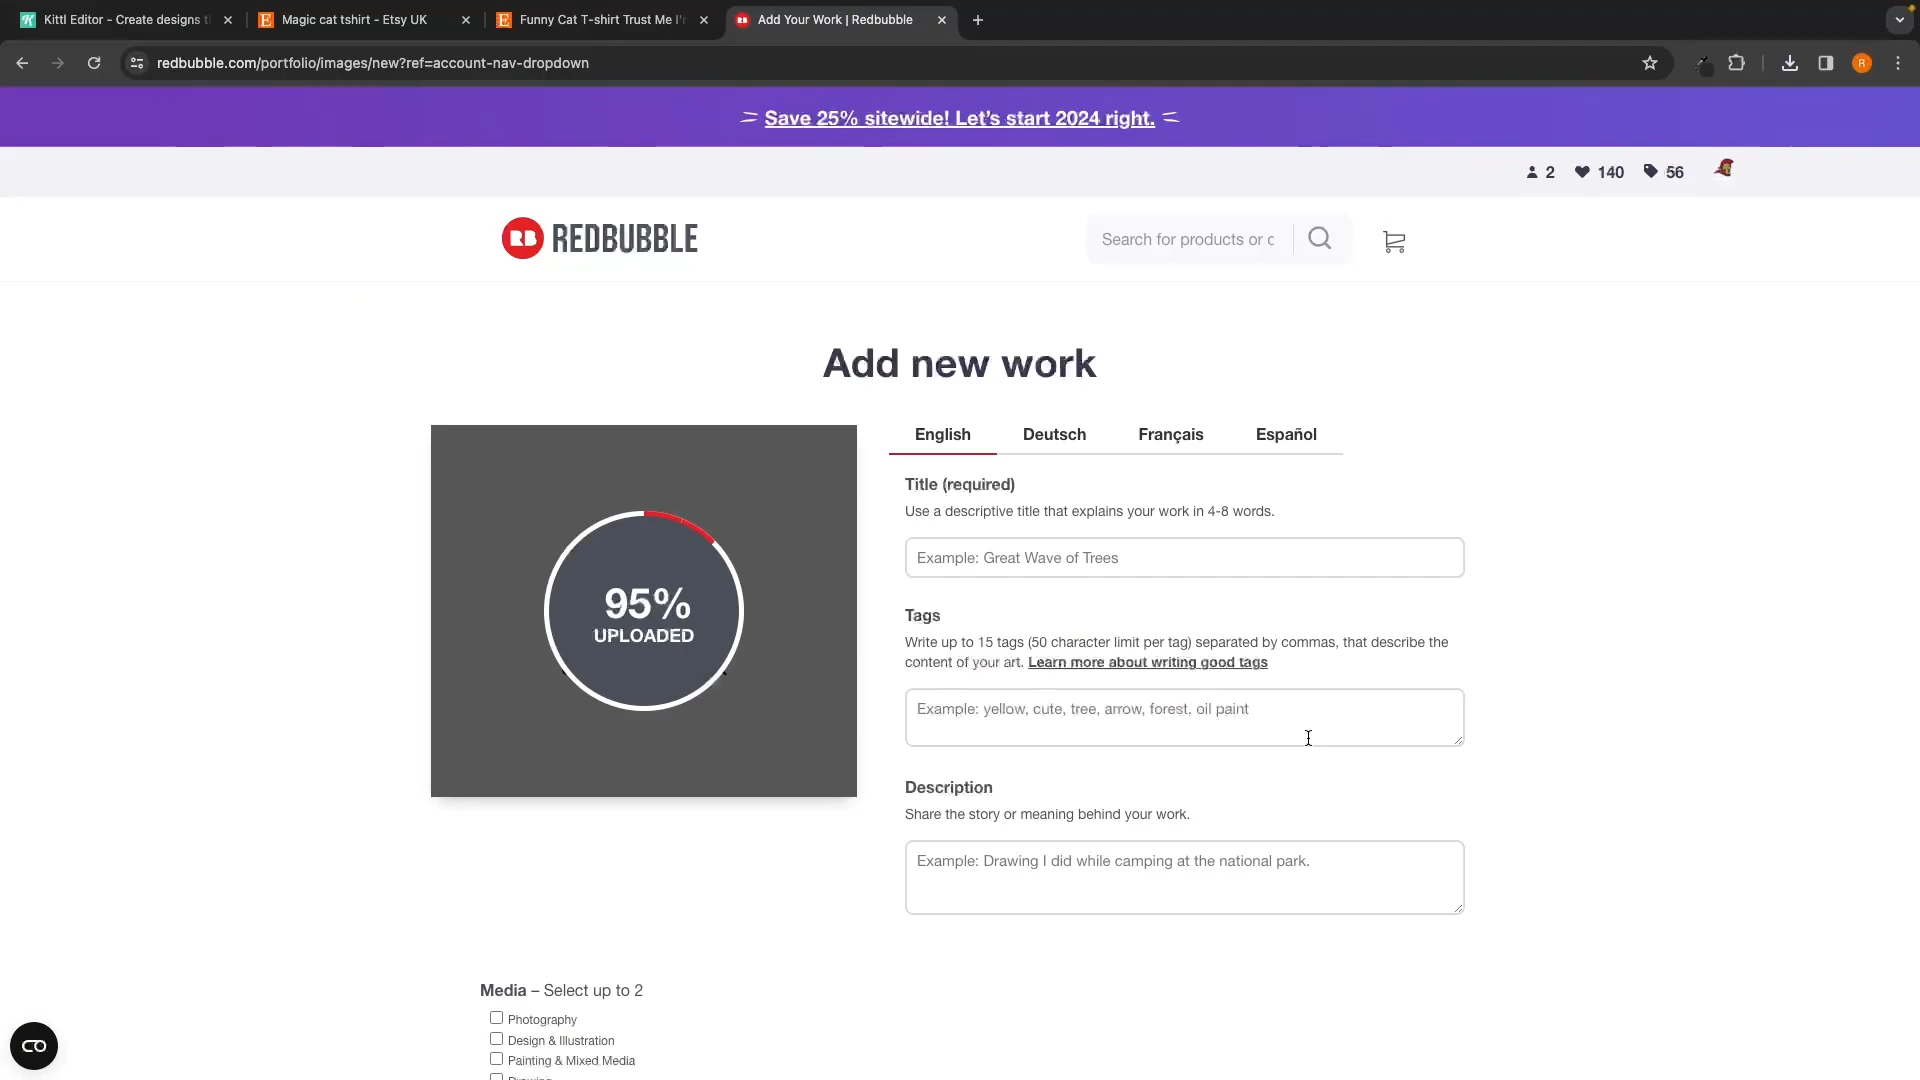 Kittl Editor - Create designs t
Magic cat tshirt - Etsy UK
Funny Cat T-shirt Trust Me I'
Add Your Work | Redbubble
redbubble.com/portfolio/images/new?ref=account-nav-dropdown
R
Save 25% sitewide! Let's start 2024 right.
2
140
56
RB REDBUBBLE
Search for products or c
Add new work
English
Deutsch
Français
Español
Title (required)
Use a descriptive title that explains your work in 4-8 words.
Example: Great Wave of Trees
95%
UPLOADED
Tags
Write up to 15 tags (50 character limit per tag) separated by commas, that describe the
content of your art. Learn more about writing good tags
Example: yellow, cute, tree, arrow, forest, oil paint
Description
Share the story or meaning behind your work.
Example: Drawing I did while camping at the national park.
Media – Select up to 2
Photography
Design & Illustration
Painting & Mixed Media